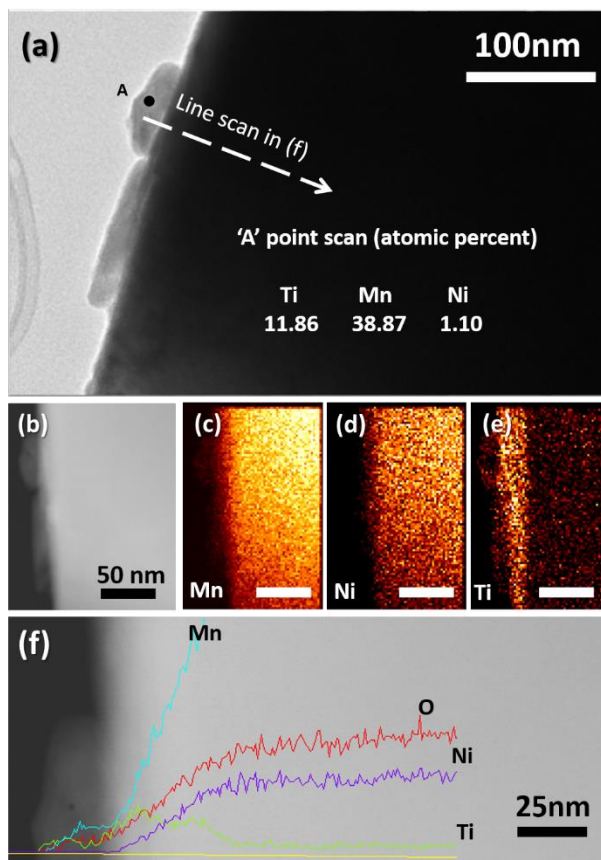 (a)
100nm
A
Line scan in (f)
‘A’ point scan (atomic percent)
Ti Mn Ni
11.86 38.87 1.10
(b) (c) (d) (e)
50 nm Mn Ni Ti
(f)
Mn
O
Ni
Ti
25nm